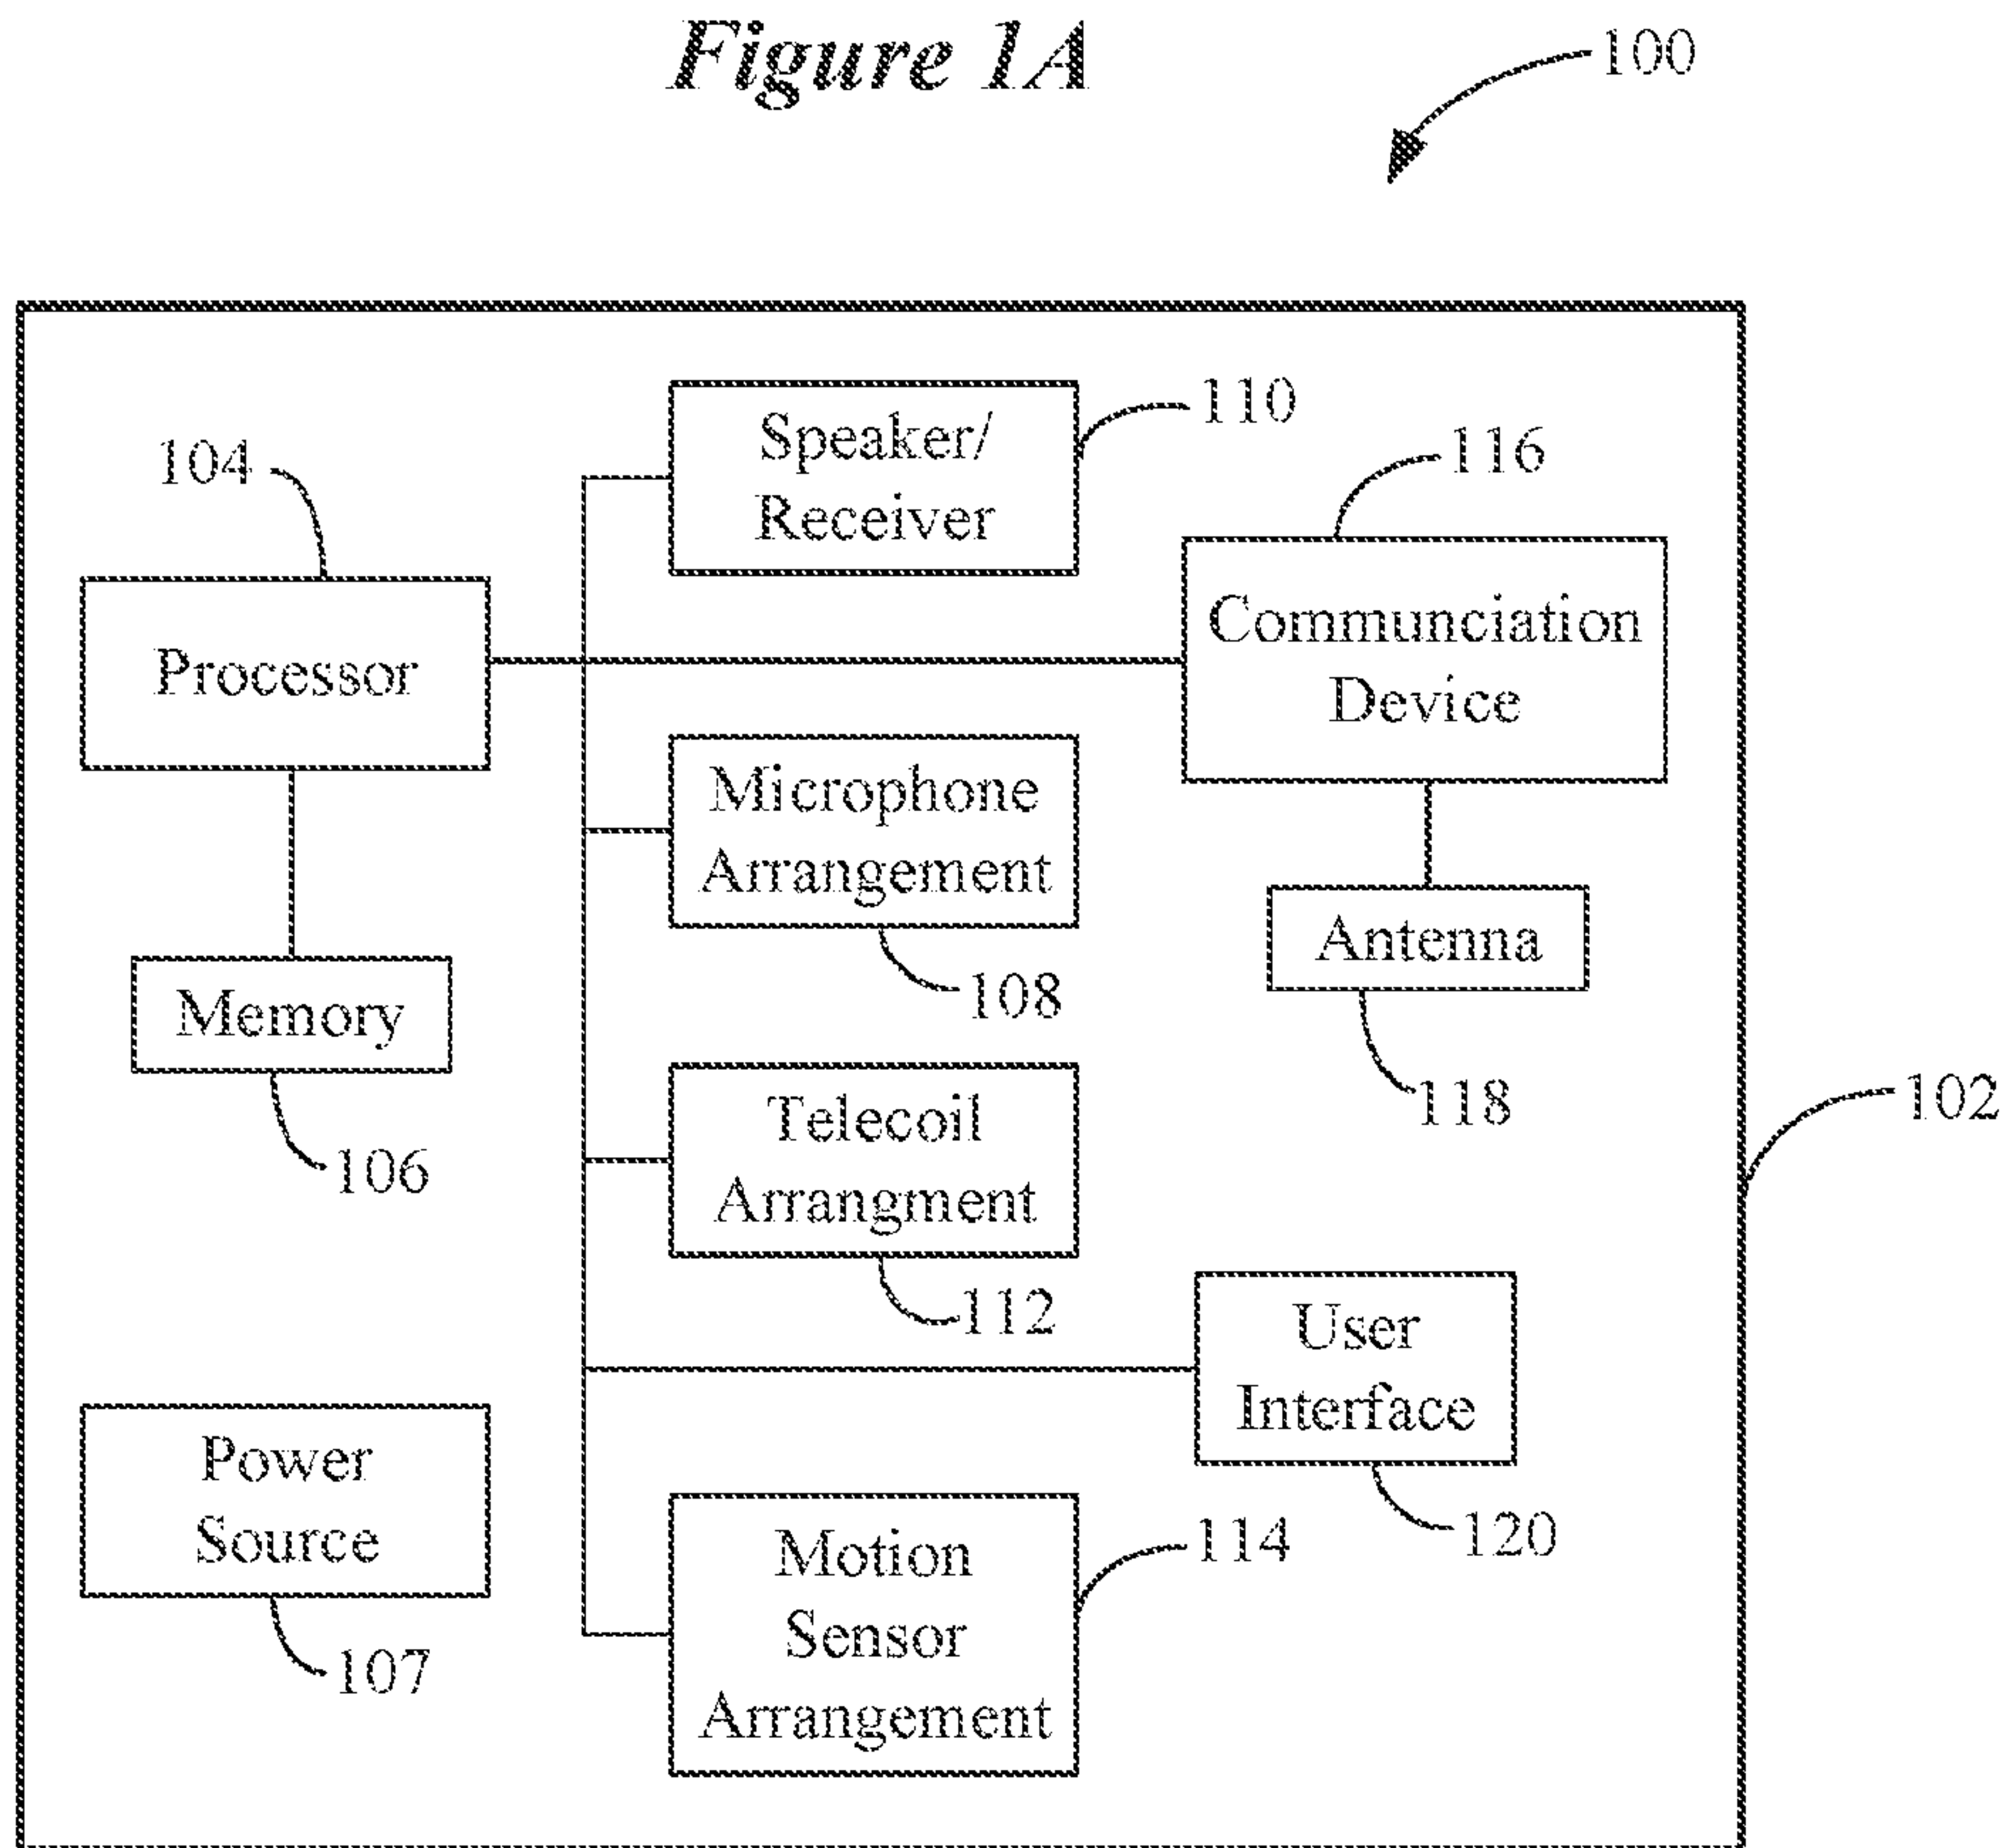 Figure 1A
100
110
Speaker/
Receiver
104
116
Processor
Communciation
Device
Microphone
Arrangement
108
Antenna
118
Memory
106
102
Telecoil
Arrangment
112
User
Interface
120
Power
Source
107
Motion
Sensor
Arrangement
114